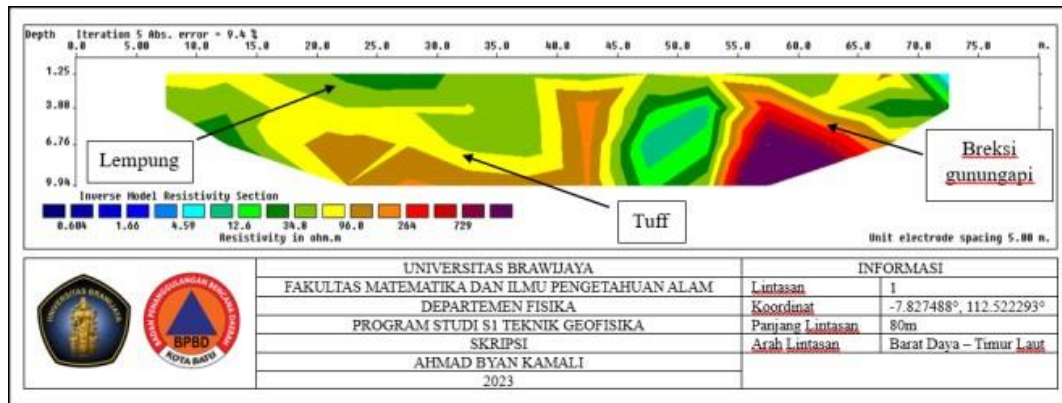 Depth Iteration 5 Abs. error = 9.4 %
0.0 5.00 10.0 15.0 20.0 25.0 30.0 35.0 40.0 45.0 50.0 55.0 60.0 65.0 70.0 75.0 m.
1.25
3.88
6.76
9.94
Lempung
Tuff
Breksi
gunungapi
Inverse Model Resistivity Section
0.604 1.66 4.59 12.6 34.8 96.0 264 729
Resistivity in ohm.m
Unit electrode spacing 5.00 m.
UNIVERSITAS BRAWIJAYA
BADAN PENANGGULANGAN BENCANA DAERAH
BPBD
KOTA BATU
UNIVERSITAS BRAWIJAYA
FAKULTAS MATEMATIKA DAN ILMU PENGETAHUAN ALAM
DEPARTEMEN FISIKA
PROGRAM STUDI S1 TEKNIK GEOFISIKA
SKRIPSI
AHMAD BYAN KAMALI
2023
INFORMASI
Lintasan 1
Koordinat -7.827488°, 112.522293°
Panjang Lintasan 80m
Arah Lintasan Barat Daya – Timur Laut